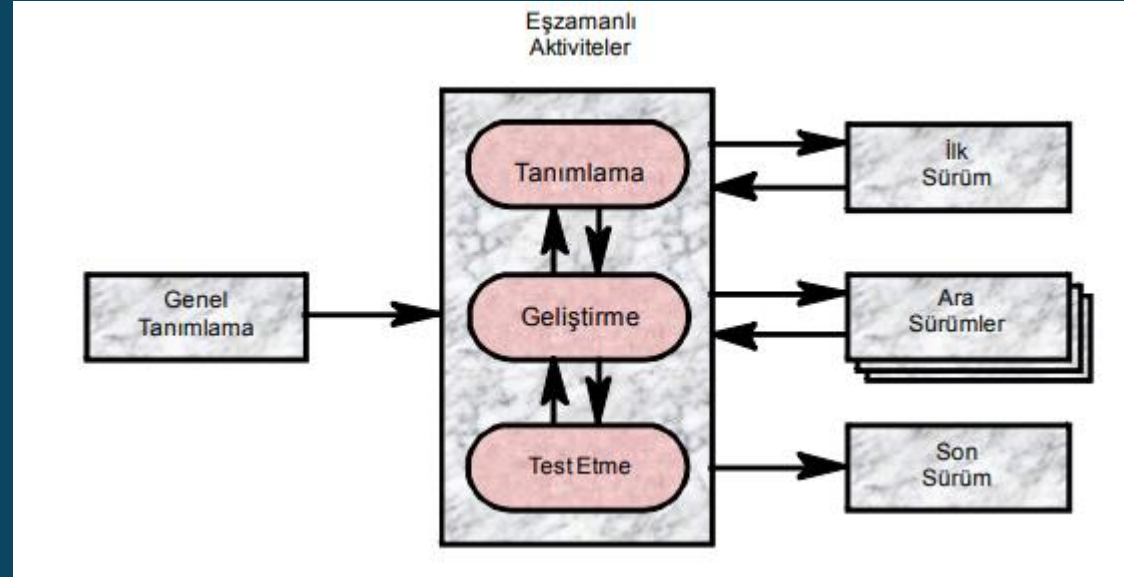 Eşzamanlı
Aktiviteler
Tanımlama
İlk
Sürüm
Genel
Tanımlama
Geliştirme
Ara
Sürümler
Test Etme
Son
Sürüm